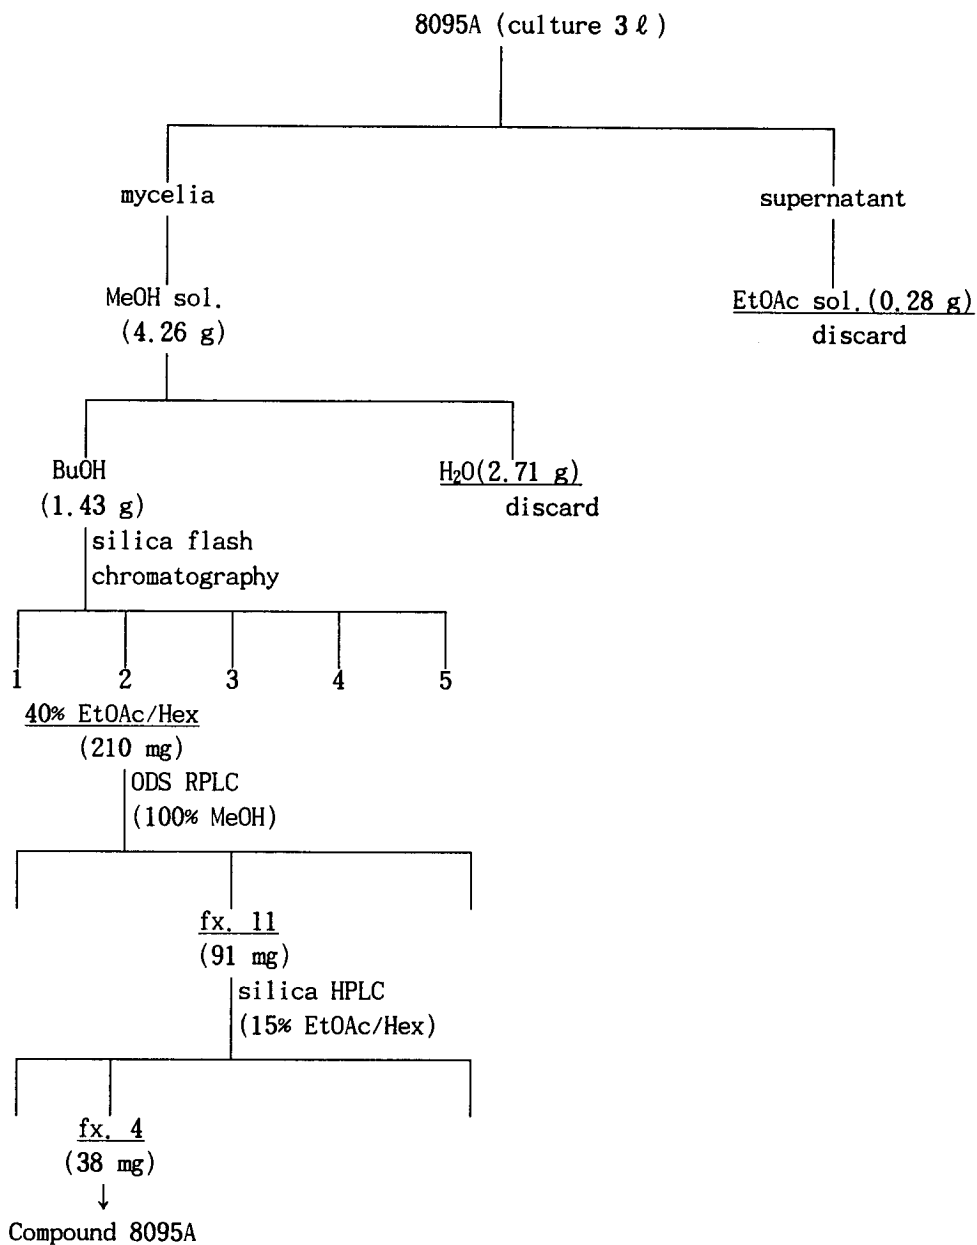 8095A (culture 3 ℓ)
mycelia
supernatant
MeOH sol.
(4.26 g)
EtOAc sol.(0.28 g)
discard
BuOH
(1.43 g)
H₂O(2.71 g)
discard
silica flash
chromatography
1 2 3 4 5
40% EtOAc/Hex
(210 mg)
ODS RPLC
(100% MeOH)
fx. 11
(91 mg)
silica HPLC
(15% EtOAc/Hex)
fx. 4
(38 mg)
↓
Compound 8095A